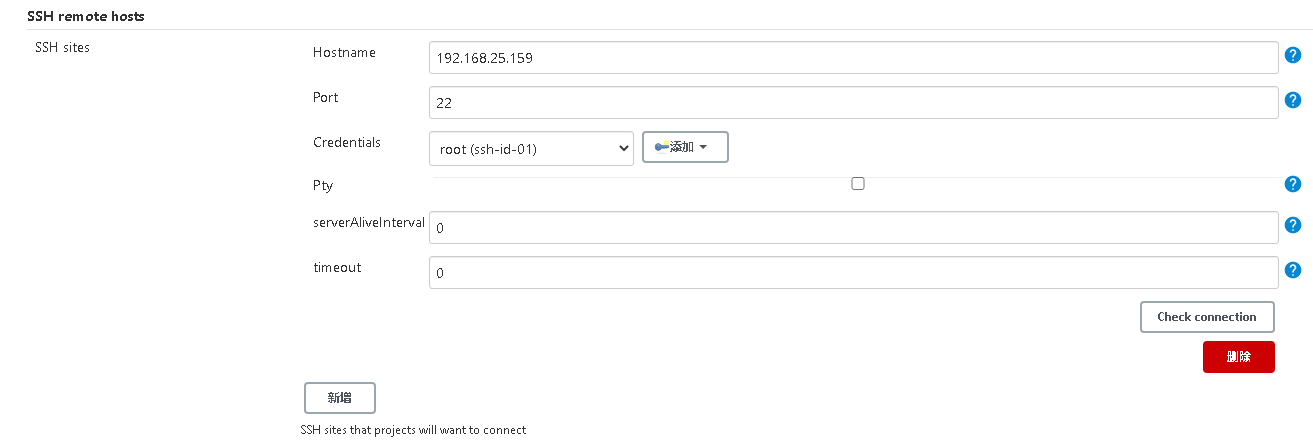 SSH remote hosts
SSH sites
Hostname
192.168.25.159
?
Port
22
?
Credentials
root (ssh-id-01)
添加
Pty
?
serverAliveInterval
0
?
timeout
0
?
Check connection
删除
新增
SSH sites that projects will want to connect